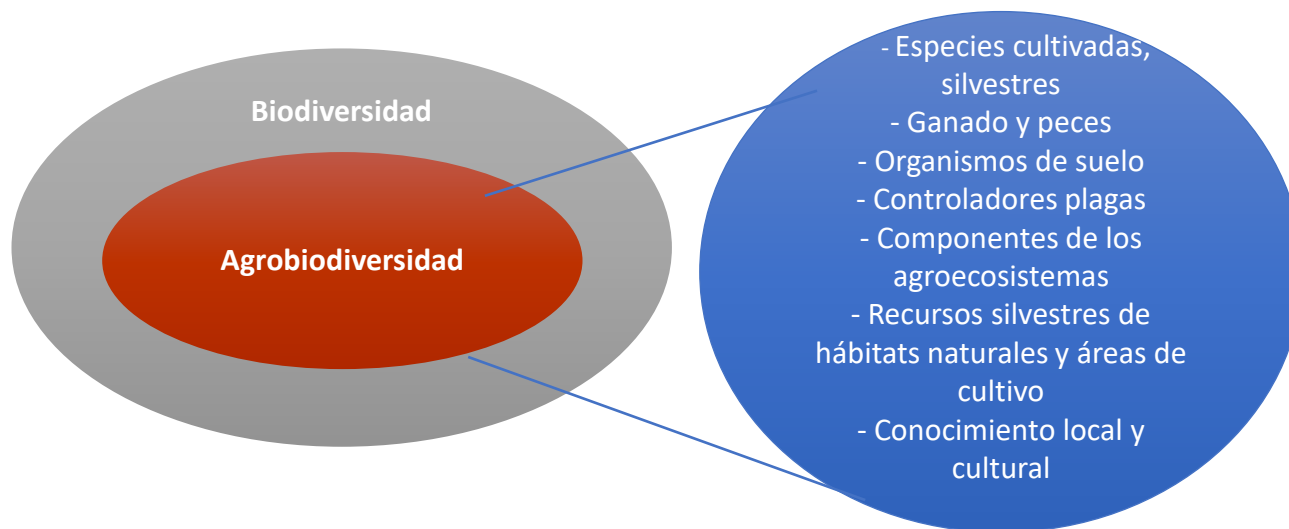 Biodiversidad
Agrobiodiversidad
- Especies cultivadas,
silvestres
- Ganado y peces
- Organismos de suelo
- Controladores plagas
- Componentes de los
agroecosistemas
- Recursos silvestres de
hábitats naturales y áreas de
cultivo
- Conocimiento local y
cultural